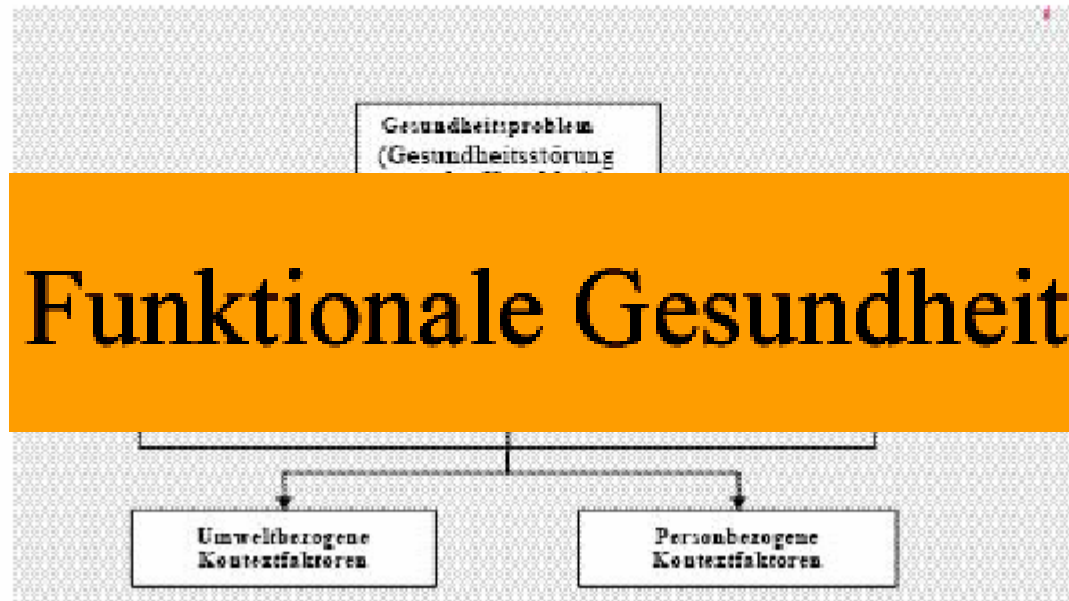 Gesundheitsproblem
(Gesundheitsstörung
Funktionale Gesundheit
Umweltbezogene
Kontextfaktoren
Personbezogene
Kontextfaktoren